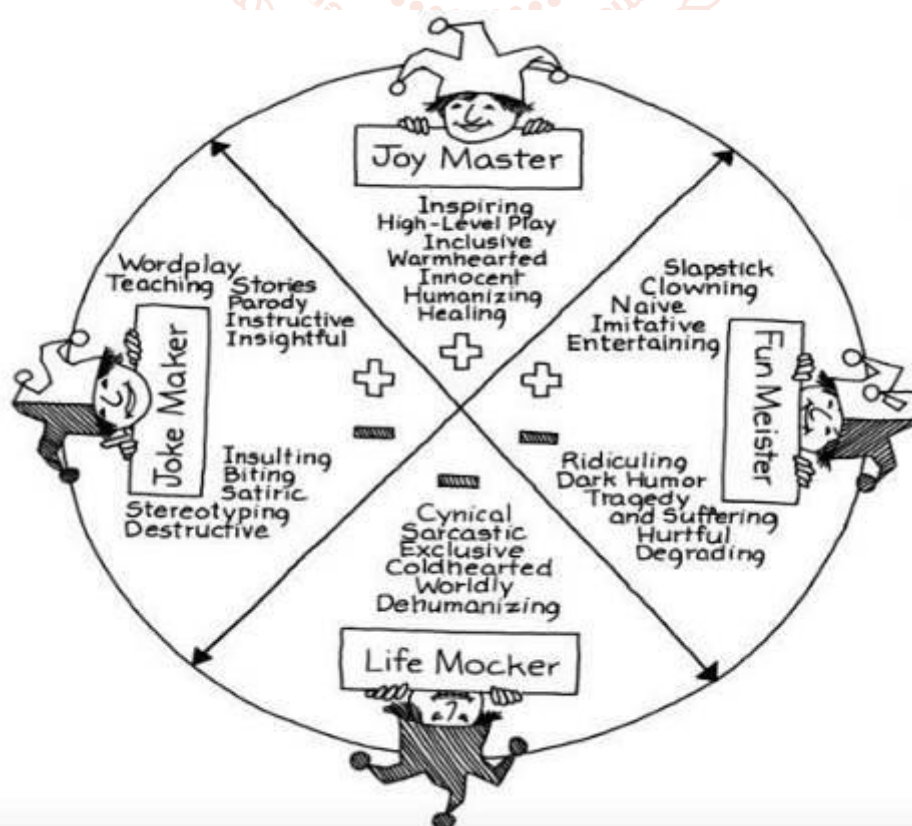 Joy Master
Inspiring
High-Level Play
Inclusive
Warmhearted
Innocent
Humanizing
Healing
Wordplay
Teaching
Stories
Parody
Instructive
Insightful
Joke Maker
Insulting
Biting
Satiric
Stereotyping
Destructive
Slapstick
Clowning
Naive
Imitative
Entertaining
Fun Meister
Ridiculing
Dark Humor
Tragedy
and Suffering
Hurtful
Degrading
Cynical
Sarcastic
Exclusive
Coldhearted
Worldly
Dehumanizing
Life Mocker